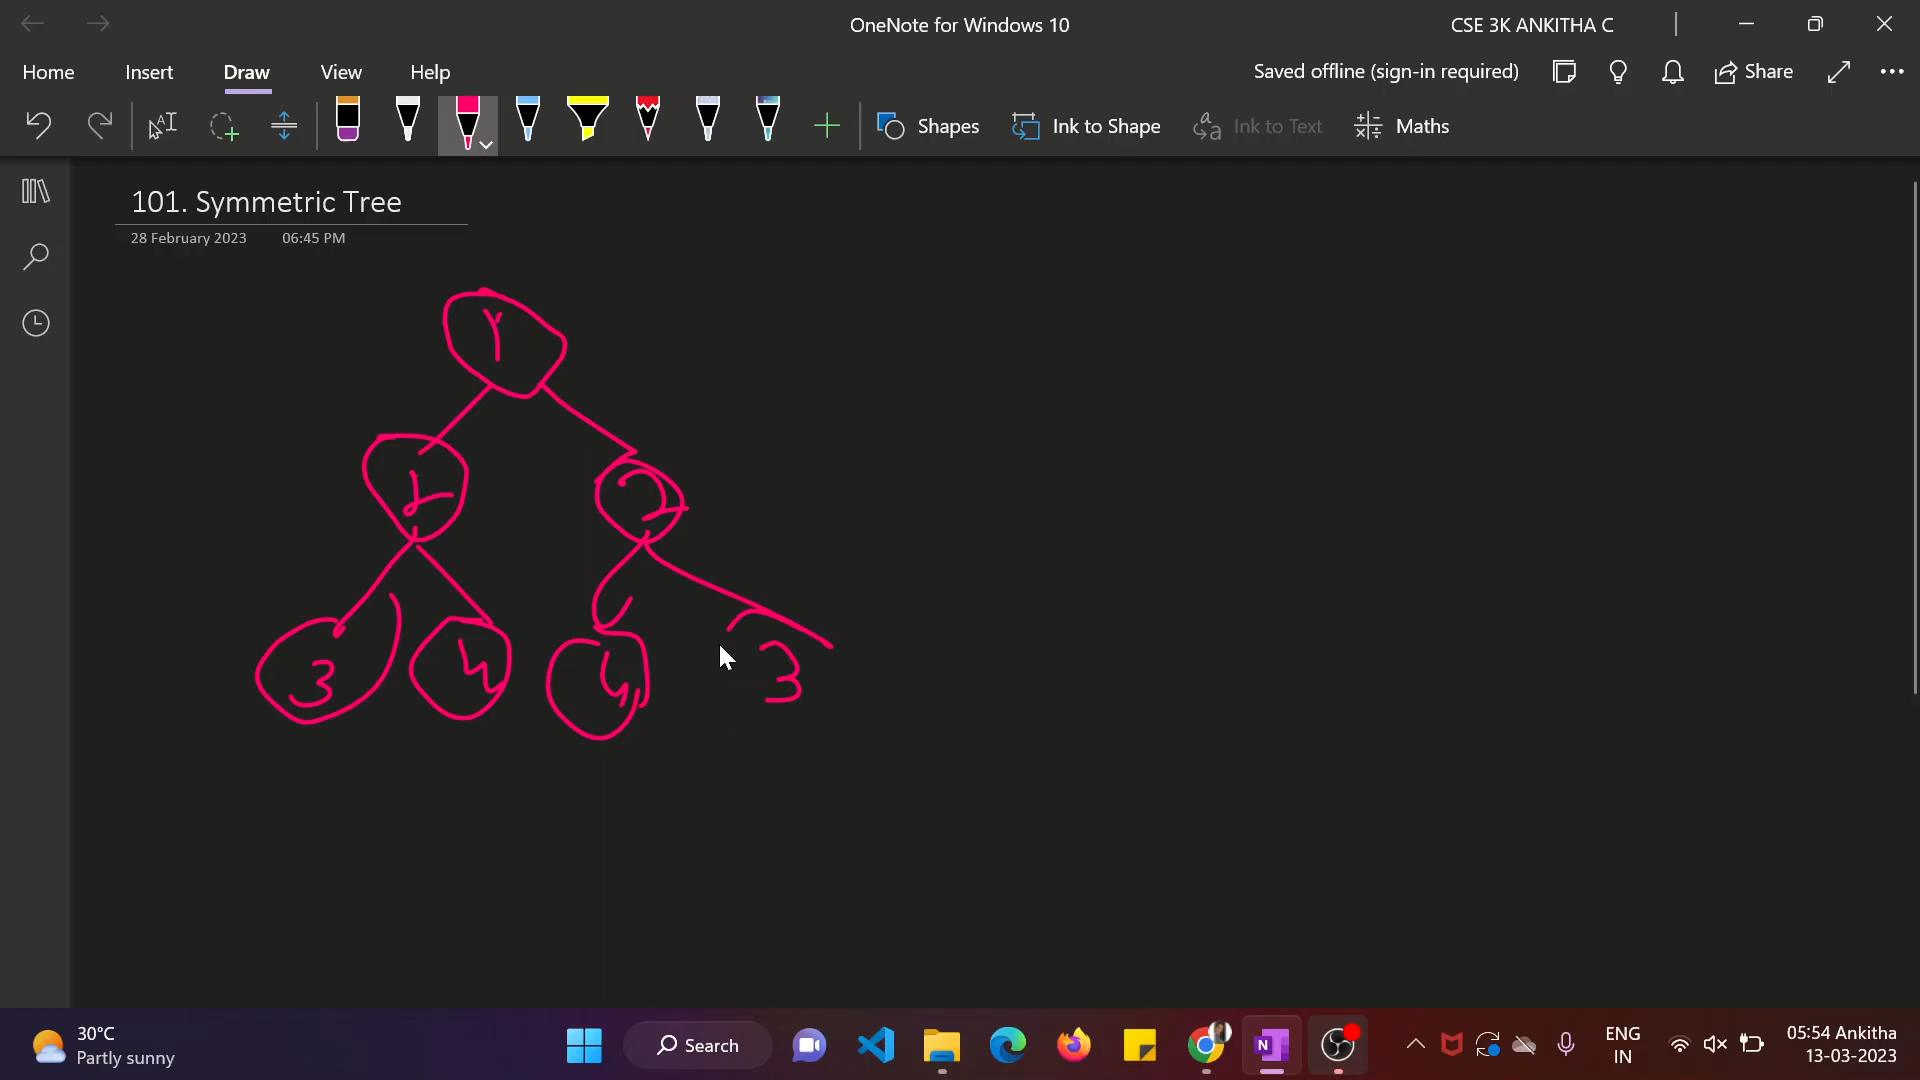 OneNote for Windows 10
CSE 3K ANKITHA C
Home Insert Draw View Help
Saved offline (sign-in required)
Share
Shapes
Ink to Shape
Ink to Text
Maths
101. Symmetric Tree
28 February 2023 06:45 PM
1
2 2
3 4 4 3
30°C
Partly sunny
Search
ENG
IN
05:54 Ankitha
13-03-2023